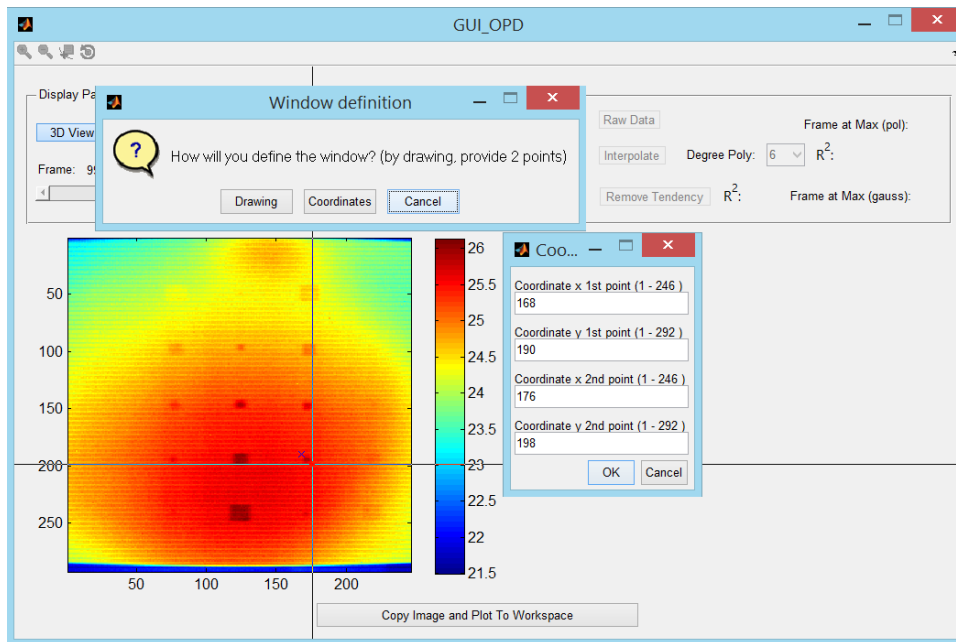 GUI_OPD
Display Pa
3D View
Frame: 99
Window definition
How will you define the window? (by drawing, provide 2 points)
Drawing Coordinates Cancel
Raw Data Frame at Max (pol):
Interpolate Degree Poly: 6 R²:
Remove Tendency R²: Frame at Max (gauss):
50
100
150
200
250
50 100 150 200
26
25.5
25
24.5
24
23.5
23
22.5
22
21.5
Coo...
Coordinate x 1st point (1 - 246 )
168
Coordinate y 1st point (1 - 292 )
190
Coordinate x 2nd point (1 - 246 )
176
Coordinate y 2nd point (1 - 292 )
198
OK Cancel
Copy Image and Plot To Workspace